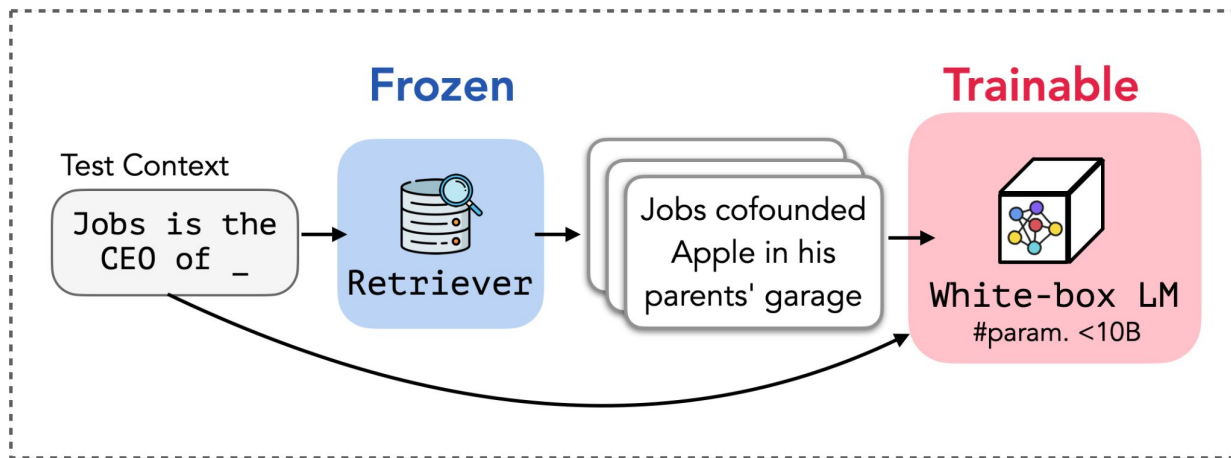 Frozen
Trainable
Test Context
Jobs is the
CEO of _
Retriever
Jobs cofounded
Apple in his
parents' garage
White-box LM
#param. <10B